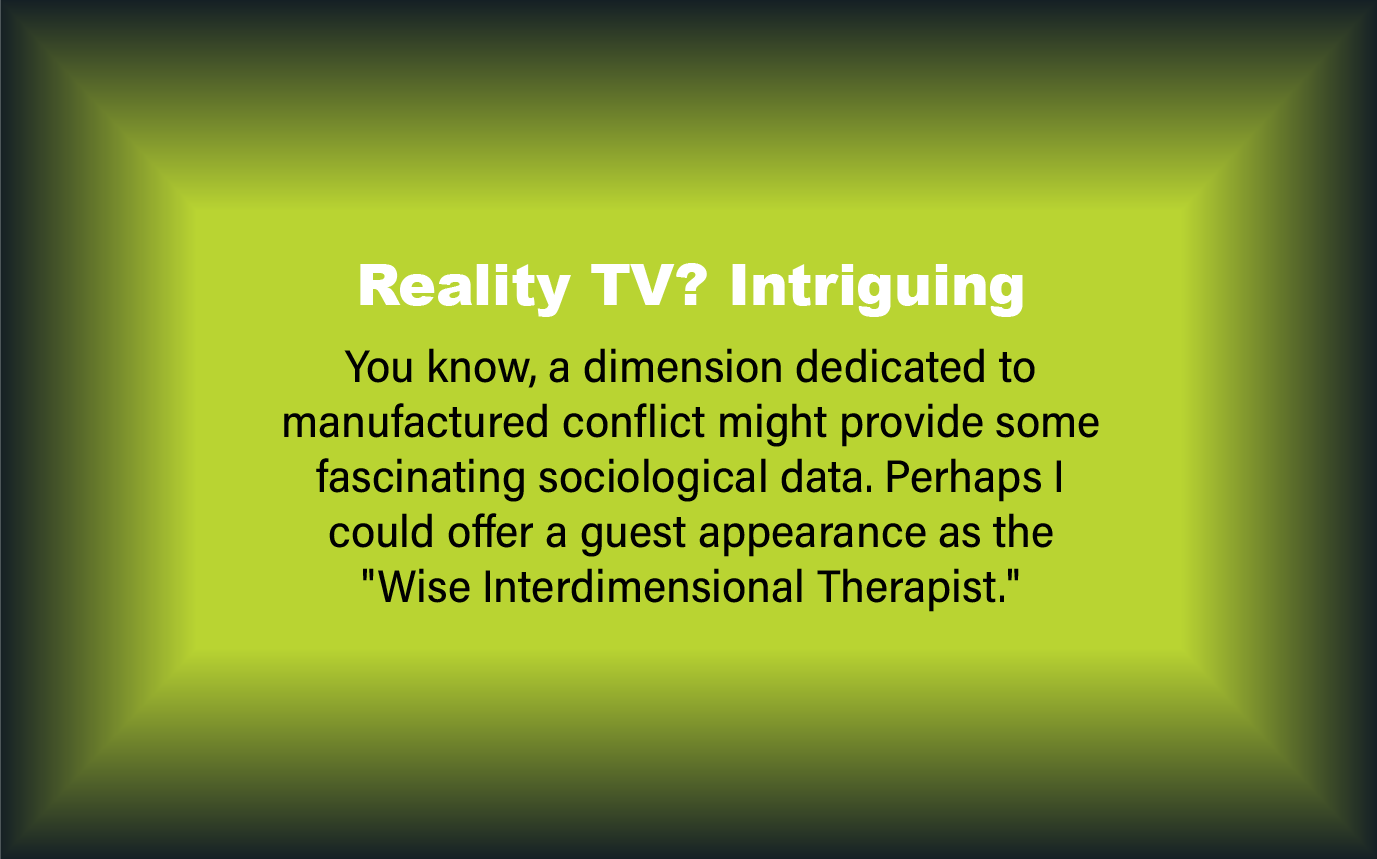 Reality TV? Intriguing
You know, a dimension dedicated to
manufactured conflict might provide some
fascinating sociological data. Perhaps I
could offer a guest appearance as the
"Wise Interdimensional Therapist."